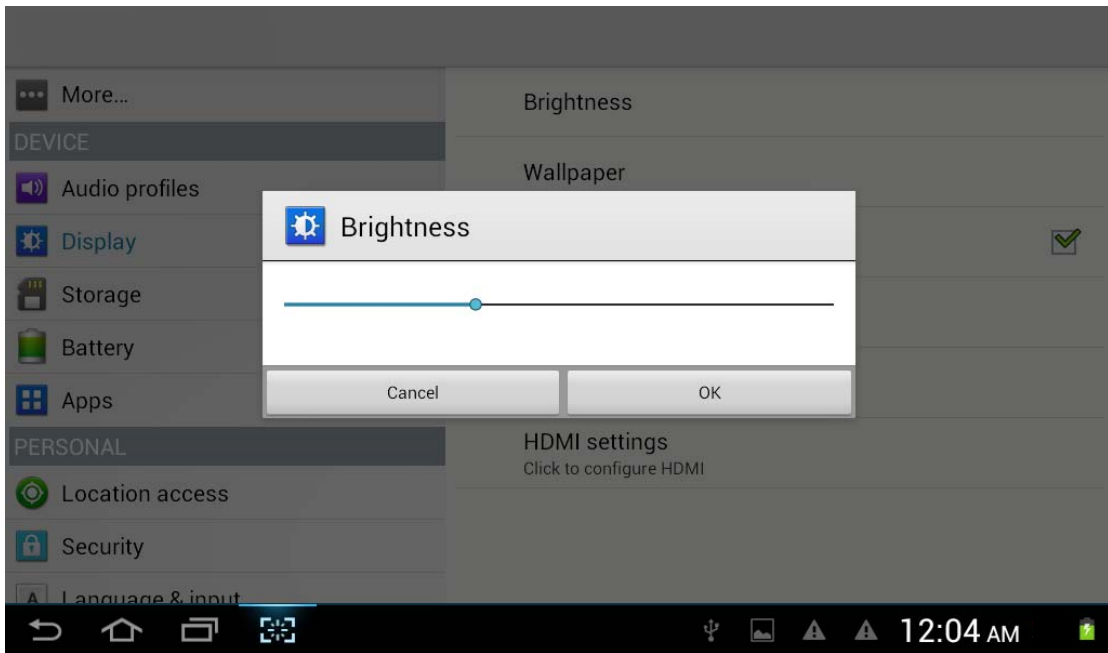 More...
DEVICE
Audio profiles
Display
Storage
Battery
Apps
PERSONAL
Location access
Security
Language & input
Brightness
Wallpaper
HDMI settings
Click to configure HDMI
Brightness
Cancel
OK
12:04 AM